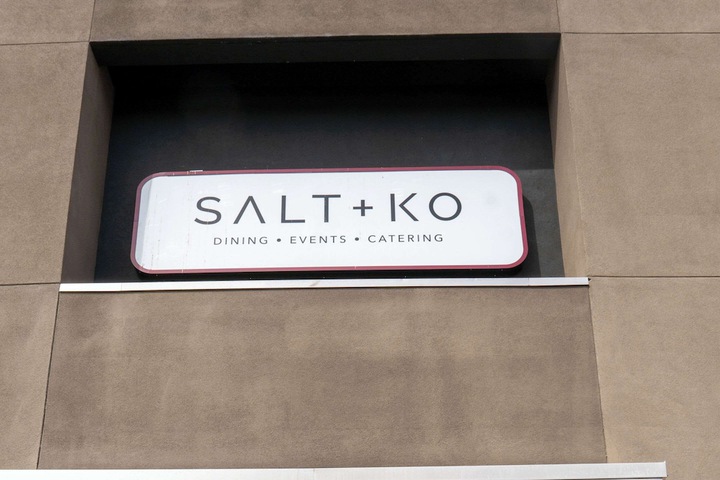 SALT+KO
DINING • EVENTS • CATERING